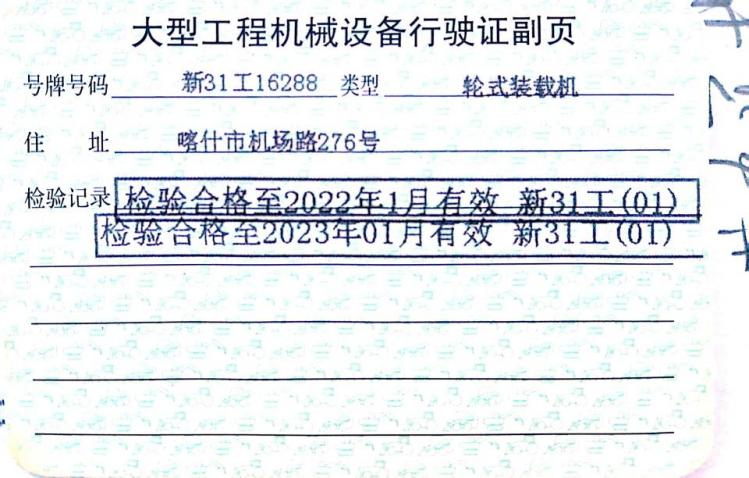 大型工程机械设备行驶证副页
号牌号码 新31工16288 类型 轮式装载机
住 址 喀什市机场路276号
检验记录 检验合格至2022年1月有效 新31工(01)
检验合格至2023年01月有效 新31工(01)